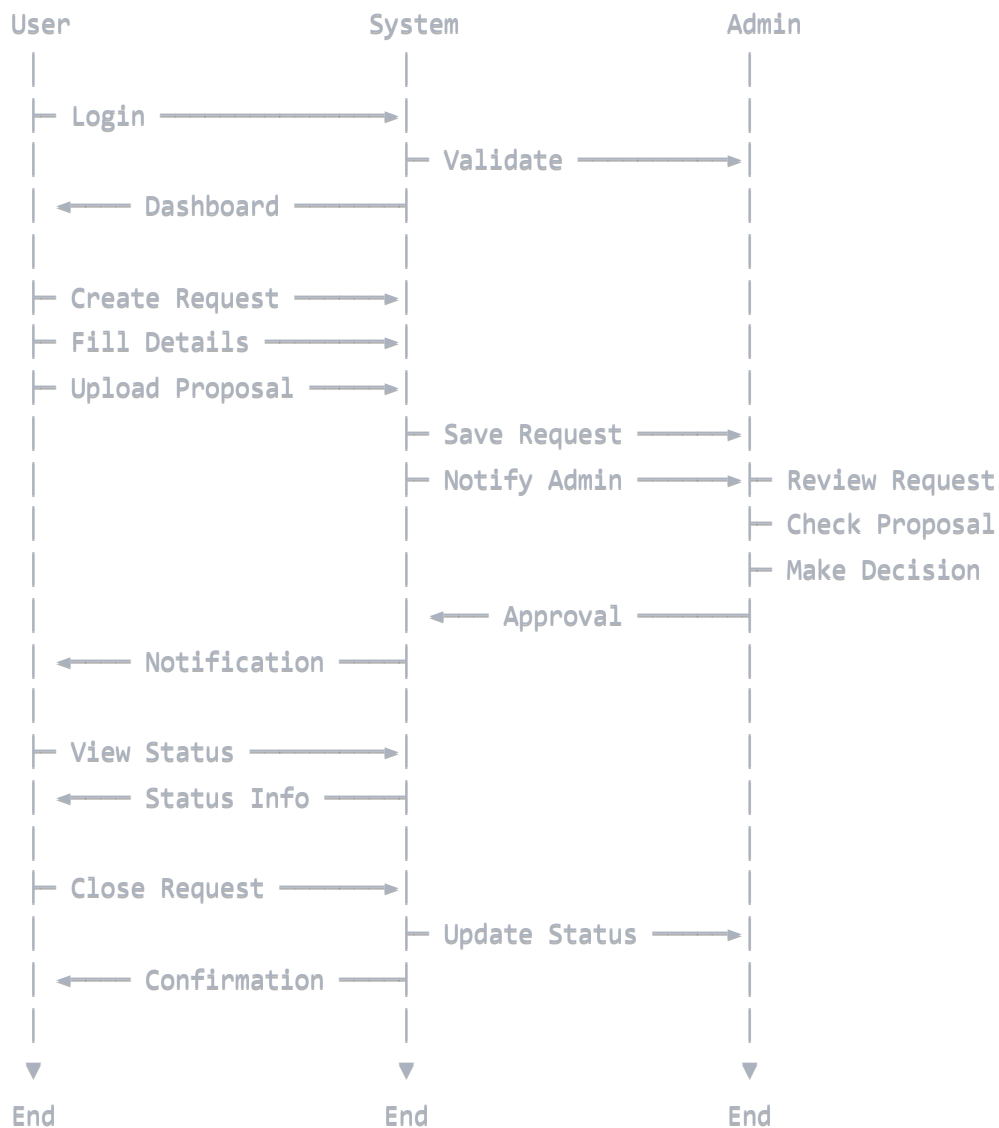 User System Admin
Login
Validate
Dashboard
Create Request
Fill Details
Upload Proposal
Save Request
Notify Admin Review Request
Check Proposal
Make Decision
Approval
Notification
View Status
Status Info
Close Request
Update Status
Confirmation
End End End